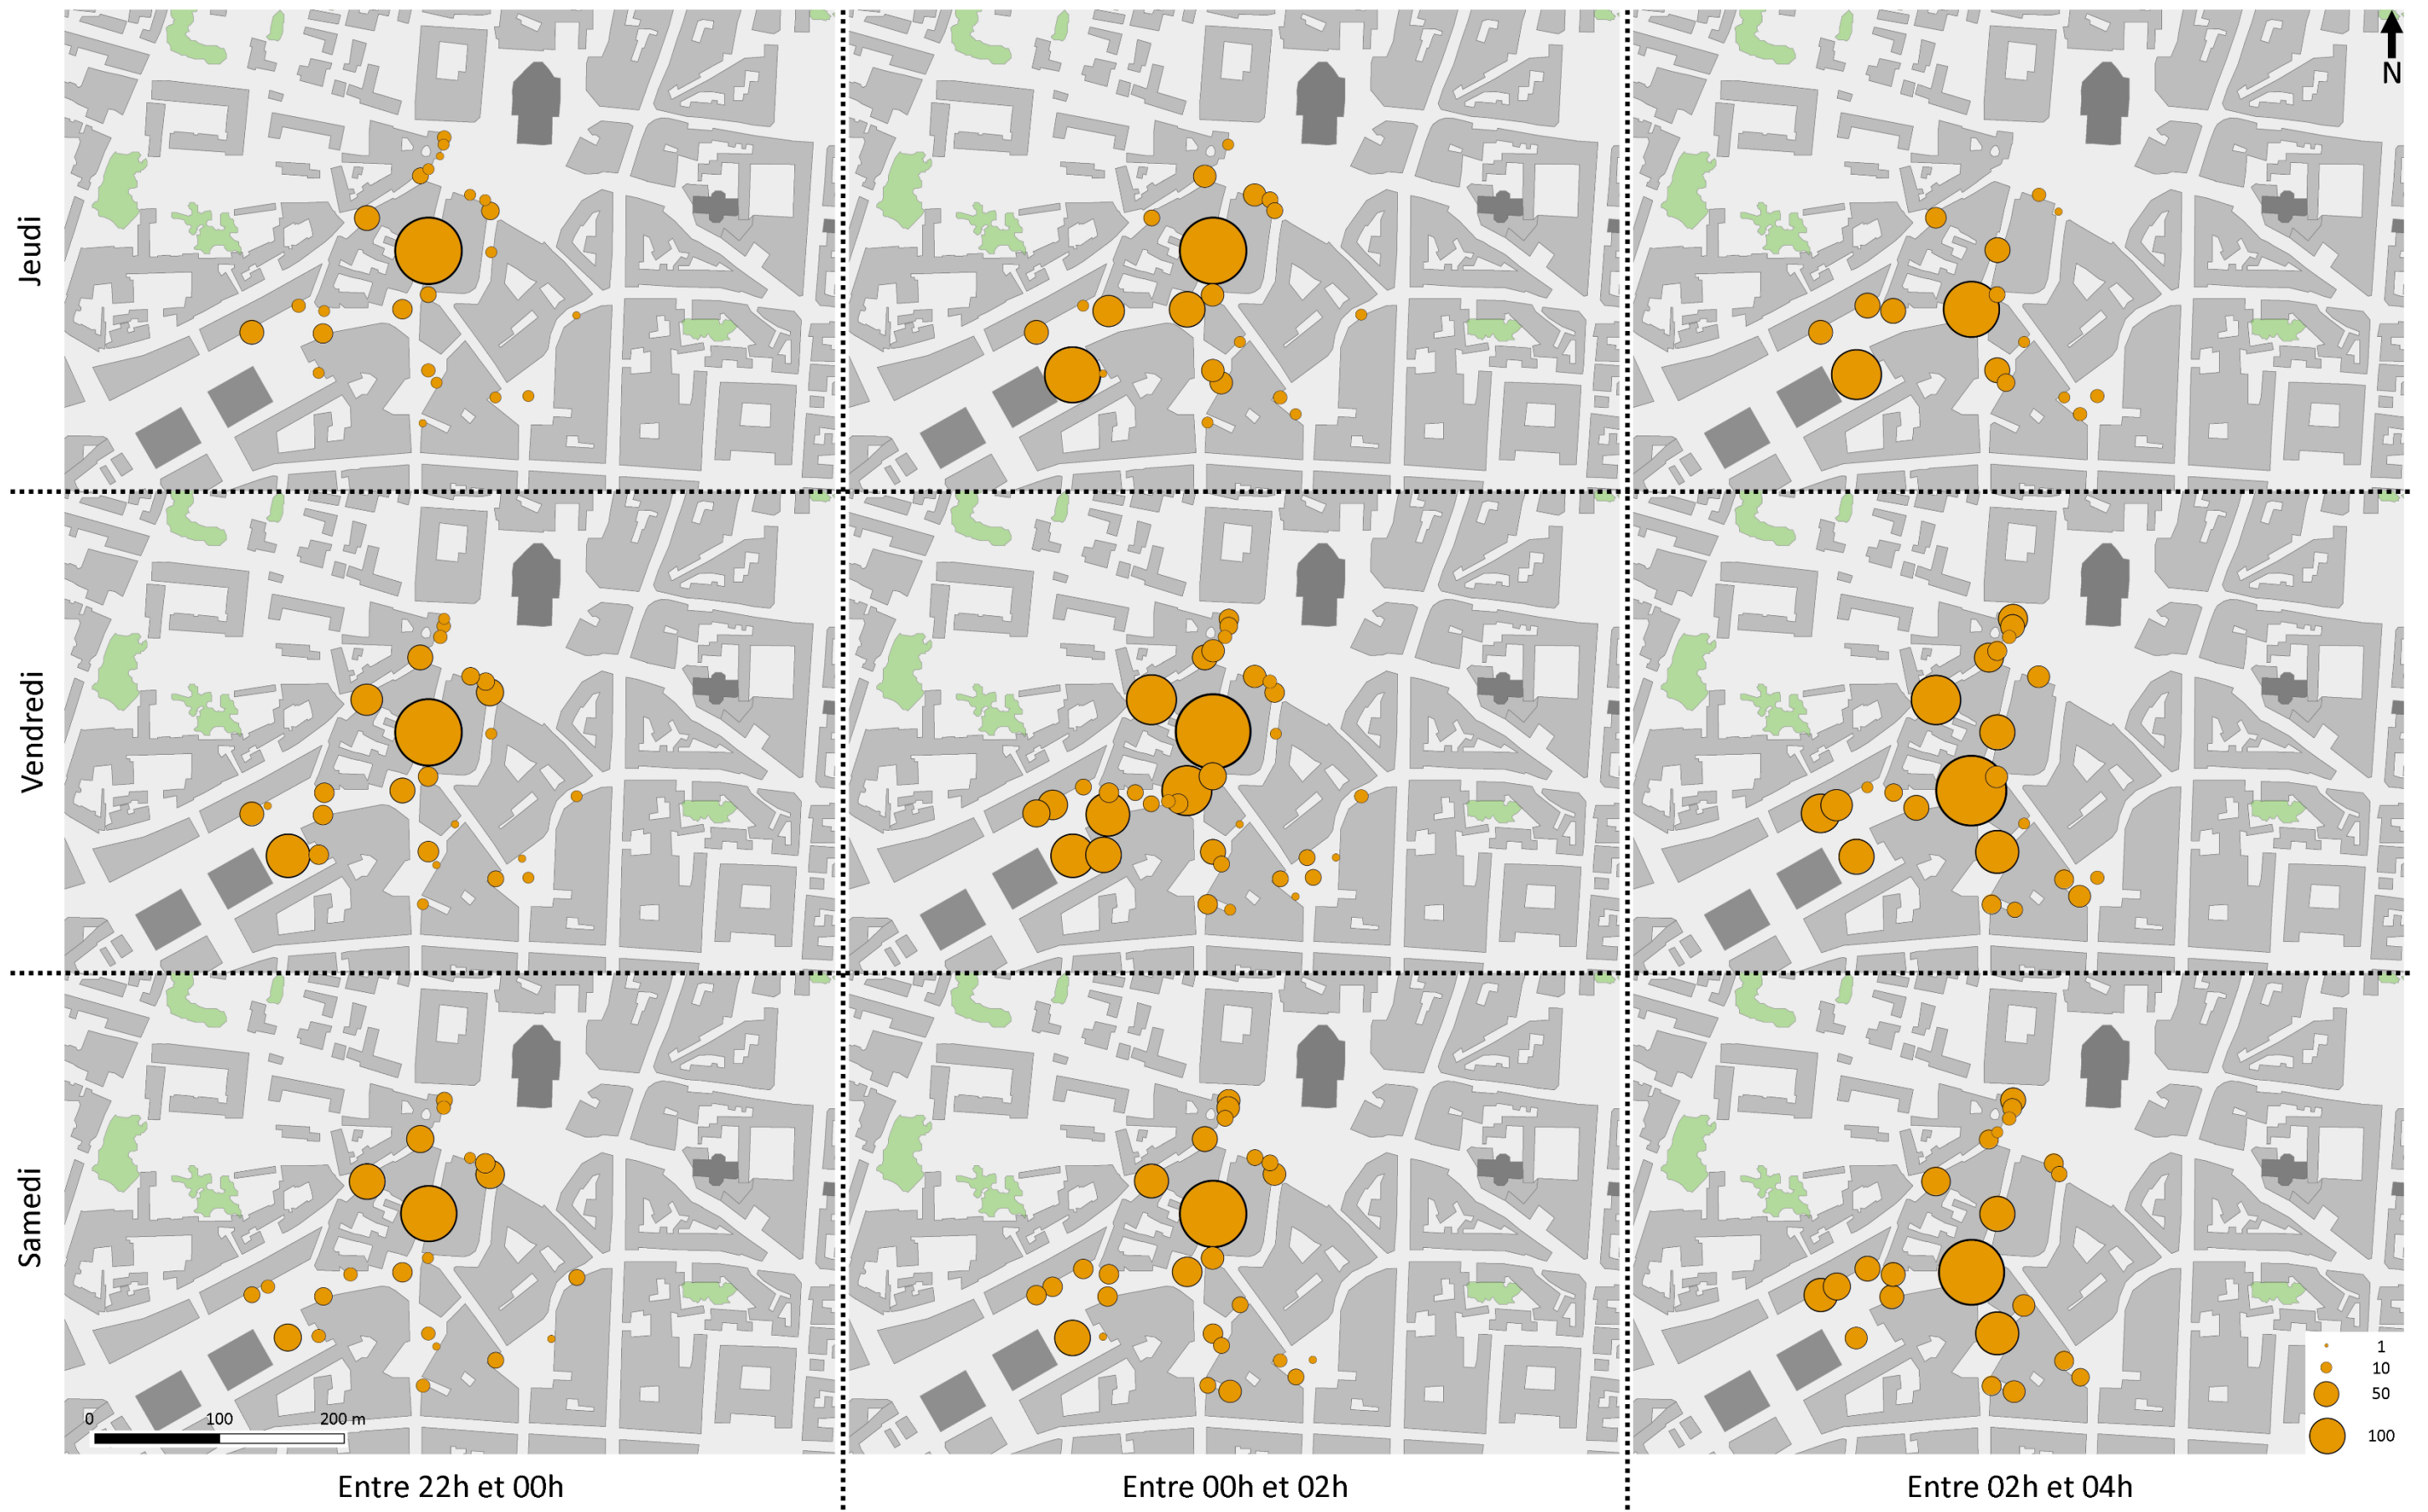 N
Jeudi
Vendredi
Samedi
0 100 200 m
1
10
50
100
Entre 22h et 00h
Entre 00h et 02h
Entre 02h et 04h